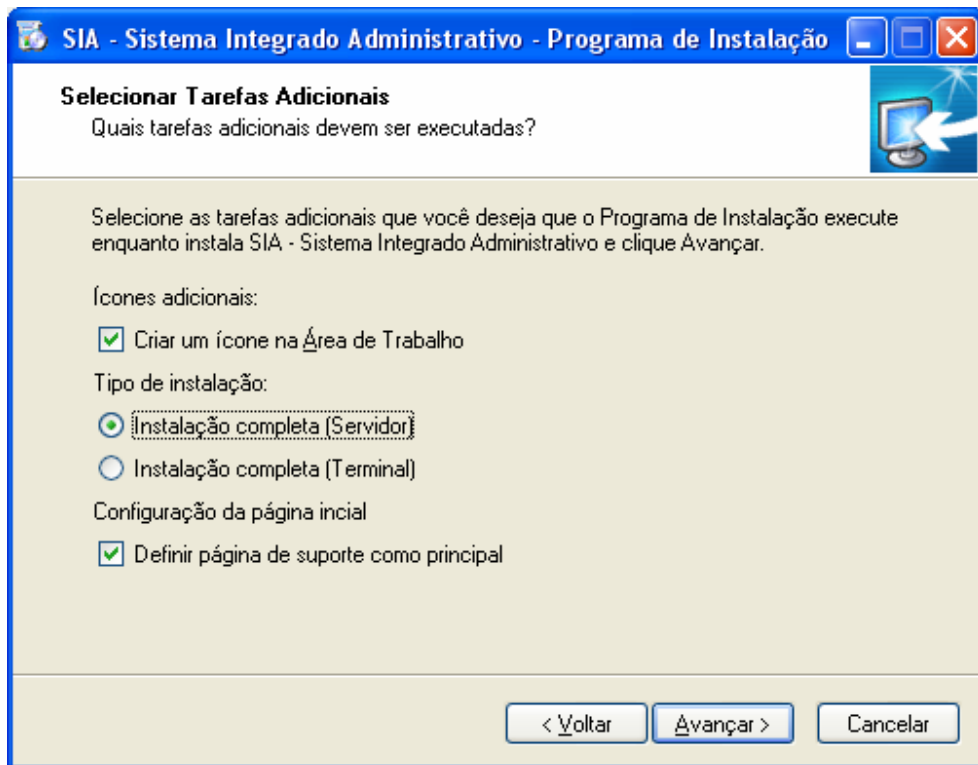 SIA - Sistema Integrado Administrativo - Programa de Instalação
Selecionar Tarefas Adicionais
Quais tarefas adicionais devem ser executadas?
Selecione as tarefas adicionais que você deseja que o Programa de Instalação execute
enquanto instala SIA - Sistema Integrado Administrativo e clique Avançar.
Ícones adicionais:
Criar um ícone na Área de Trabalho
Tipo de instalação:
Instalação completa (Servidor)
Instalação completa (Terminal)
Configuração da página incial
Definir página de suporte como principal
< Voltar
Avançar >
Cancelar